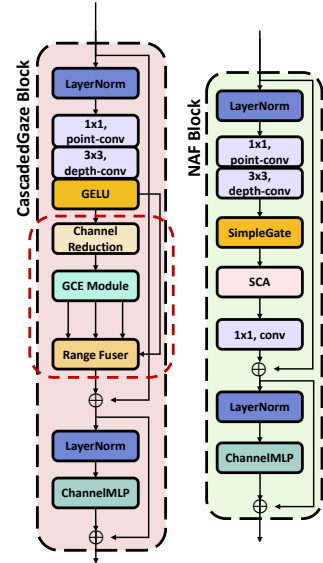 CascadedGaze Block
LayerNorm
1x1,
point-conv
3x3,
depth-conv
GELU
Channel
Reduction
GCE Module
Range Fuser
LayerNorm
ChannelMLP
NAF Block
LayerNorm
1x1,
point-conv
3x3,
depth-conv
SimpleGate
SCA
1x1, conv
LayerNorm
ChannelMLP